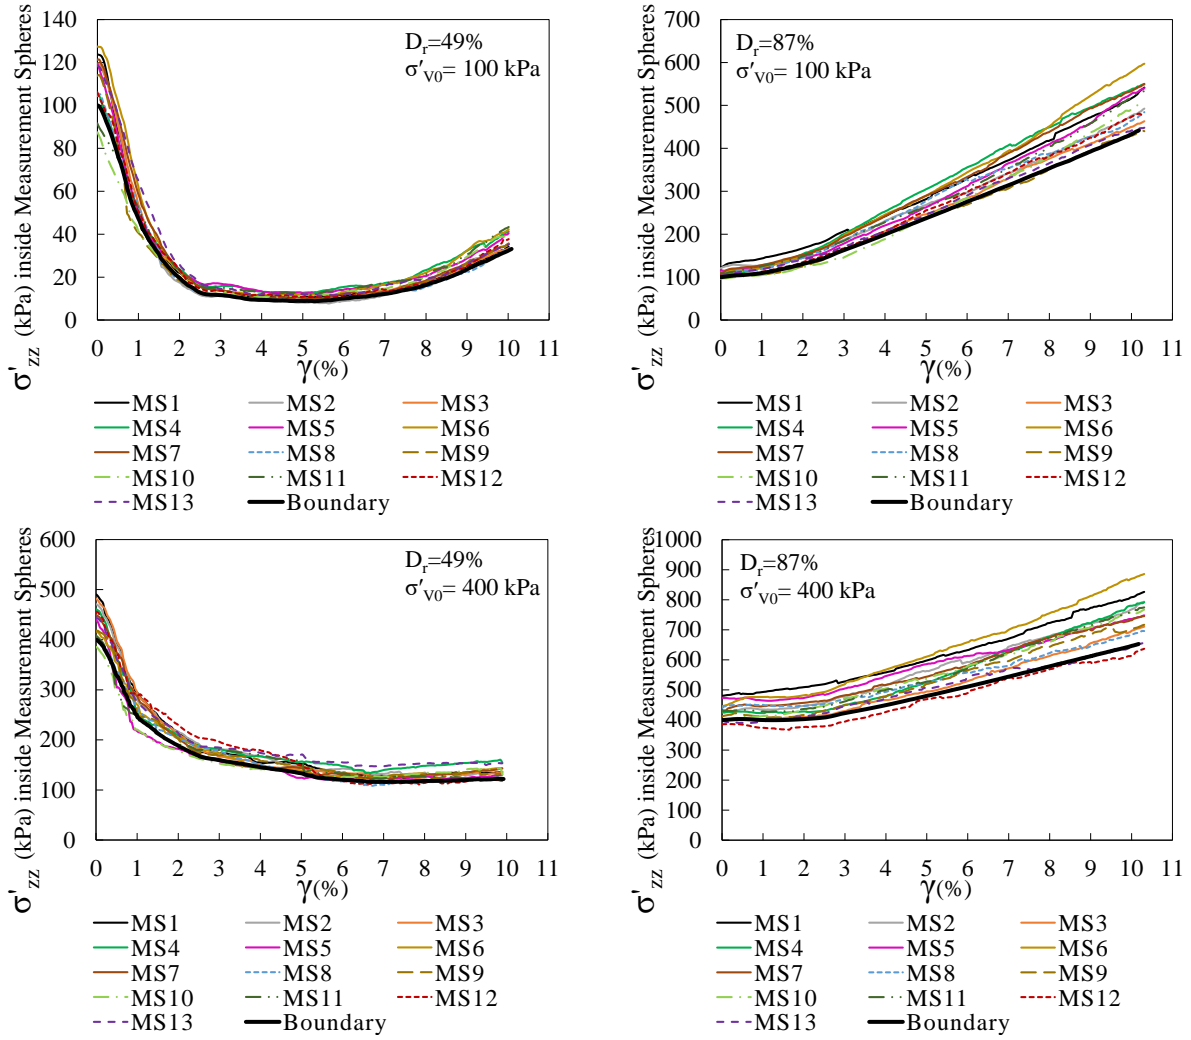 σ'zz (kPa) inside Measurement Spheres
140
120
100
80
60
40
20
0
Dr=49%
σ'V0= 100 kPa
0 1 2 3 4 5 6 7 8 9 10 11
γ(%)
MS1 MS2 MS3
MS4 MS5 MS6
MS7 MS8 MS9
MS10 MS11 MS12
MS13 Boundary
σ'zz (kPa) inside Measurement Spheres
700
600
500
400
300
200
100
0
Dr=87%
σ'V0= 100 kPa
0 1 2 3 4 5 6 7 8 9 10 11
γ(%)
MS1 MS2 MS3
MS4 MS5 MS6
MS7 MS8 MS9
MS10 MS11 MS12
MS13 Boundary
σ'zz (kPa) inside Measurement Spheres
600
500
400
300
200
100
0
Dr=49%
σ'V0= 400 kPa
0 1 2 3 4 5 6 7 8 9 10 11
γ(%)
MS1 MS2 MS3
MS4 MS5 MS6
MS7 MS8 MS9
MS10 MS11 MS12
MS13 Boundary
σ'zz (kPa) inside Measurement Spheres
1000
900
800
700
600
500
400
300
200
100
0
Dr=87%
σ'V0= 400 kPa
0 1 2 3 4 5 6 7 8 9 10 11
γ(%)
MS1 MS2 MS3
MS4 MS5 MS6
MS7 MS8 MS9
MS10 MS11 MS12
MS13 Boundary